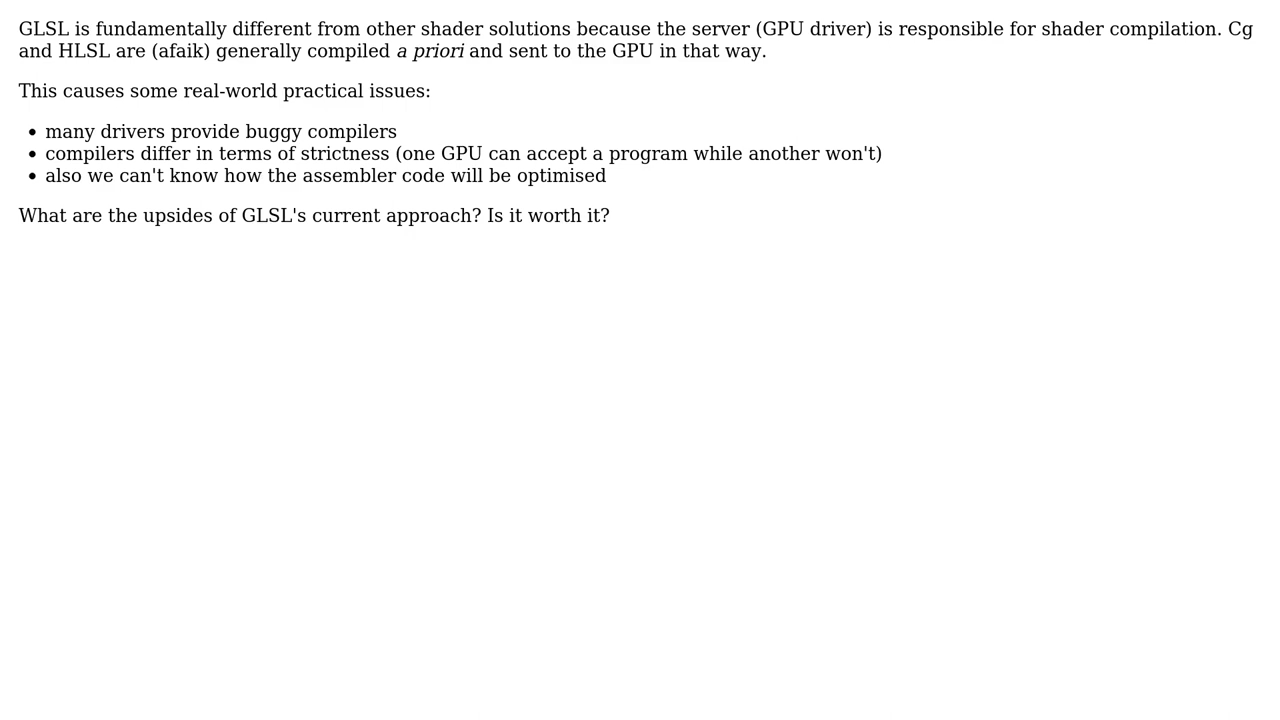 GLSL is fundamentally different from other shader solutions because the server (GPU driver) is responsible for shader compilation. Cg
and HLSL are (afaik) generally compiled a priori and sent to the GPU in that way.
This causes some real-world practical issues:
• many drivers provide buggy compilers
• compilers differ in terms of strictness (one GPU can accept a program while another won't)
• also we can't know how the assembler code will be optimised
What are the upsides of GLSL's current approach? Is it worth it?